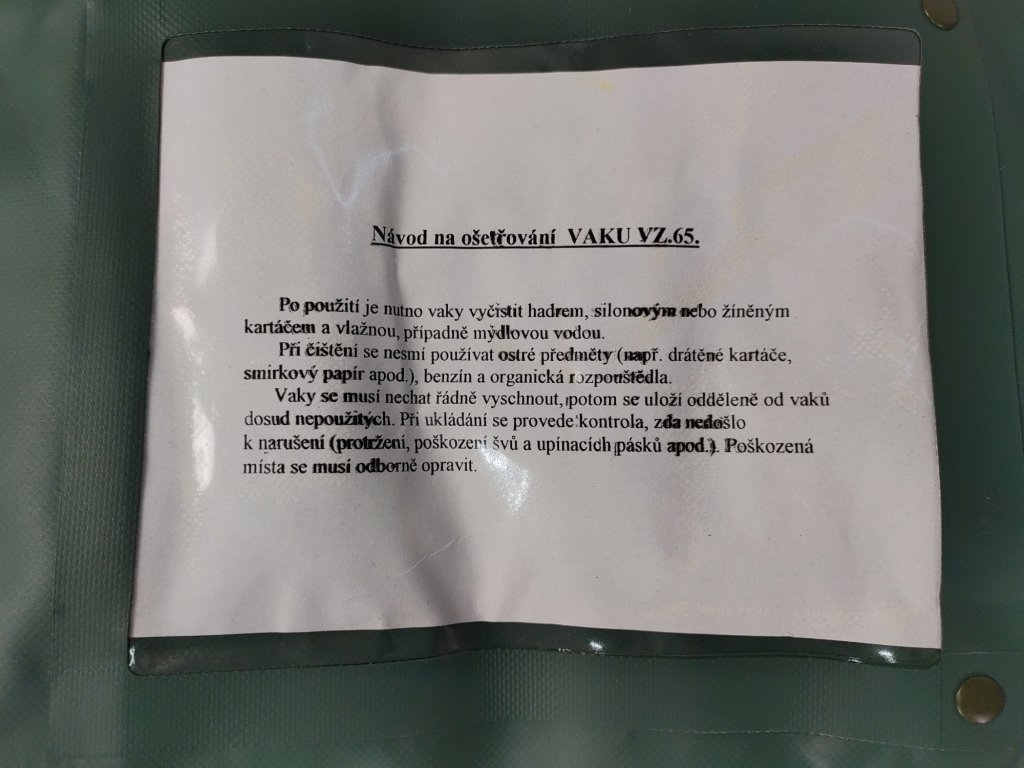 Návod na ošetřování VAKU VZ.65.
Po použití je nutno vaky vyčistit hadrem, silonovým nebo žíněným
kartáčem a vlažnou, případně mýdlovou vodou.
Při čištění se nesmí používat ostré předměty (např. drátěné kartáče,
smirkový papír apod.), benzín a organická rozpouštědla.
Vaky se musí nechat řádně vyschnout, potom se uloží odděleně od vaků
dosud nepoužitých. Při ukládání se provede kontrola, zda nedošlo
k narušení (protržení, poškození švů a upínacích pásků apod.). Poškozená
místa se musí odborně opravit.